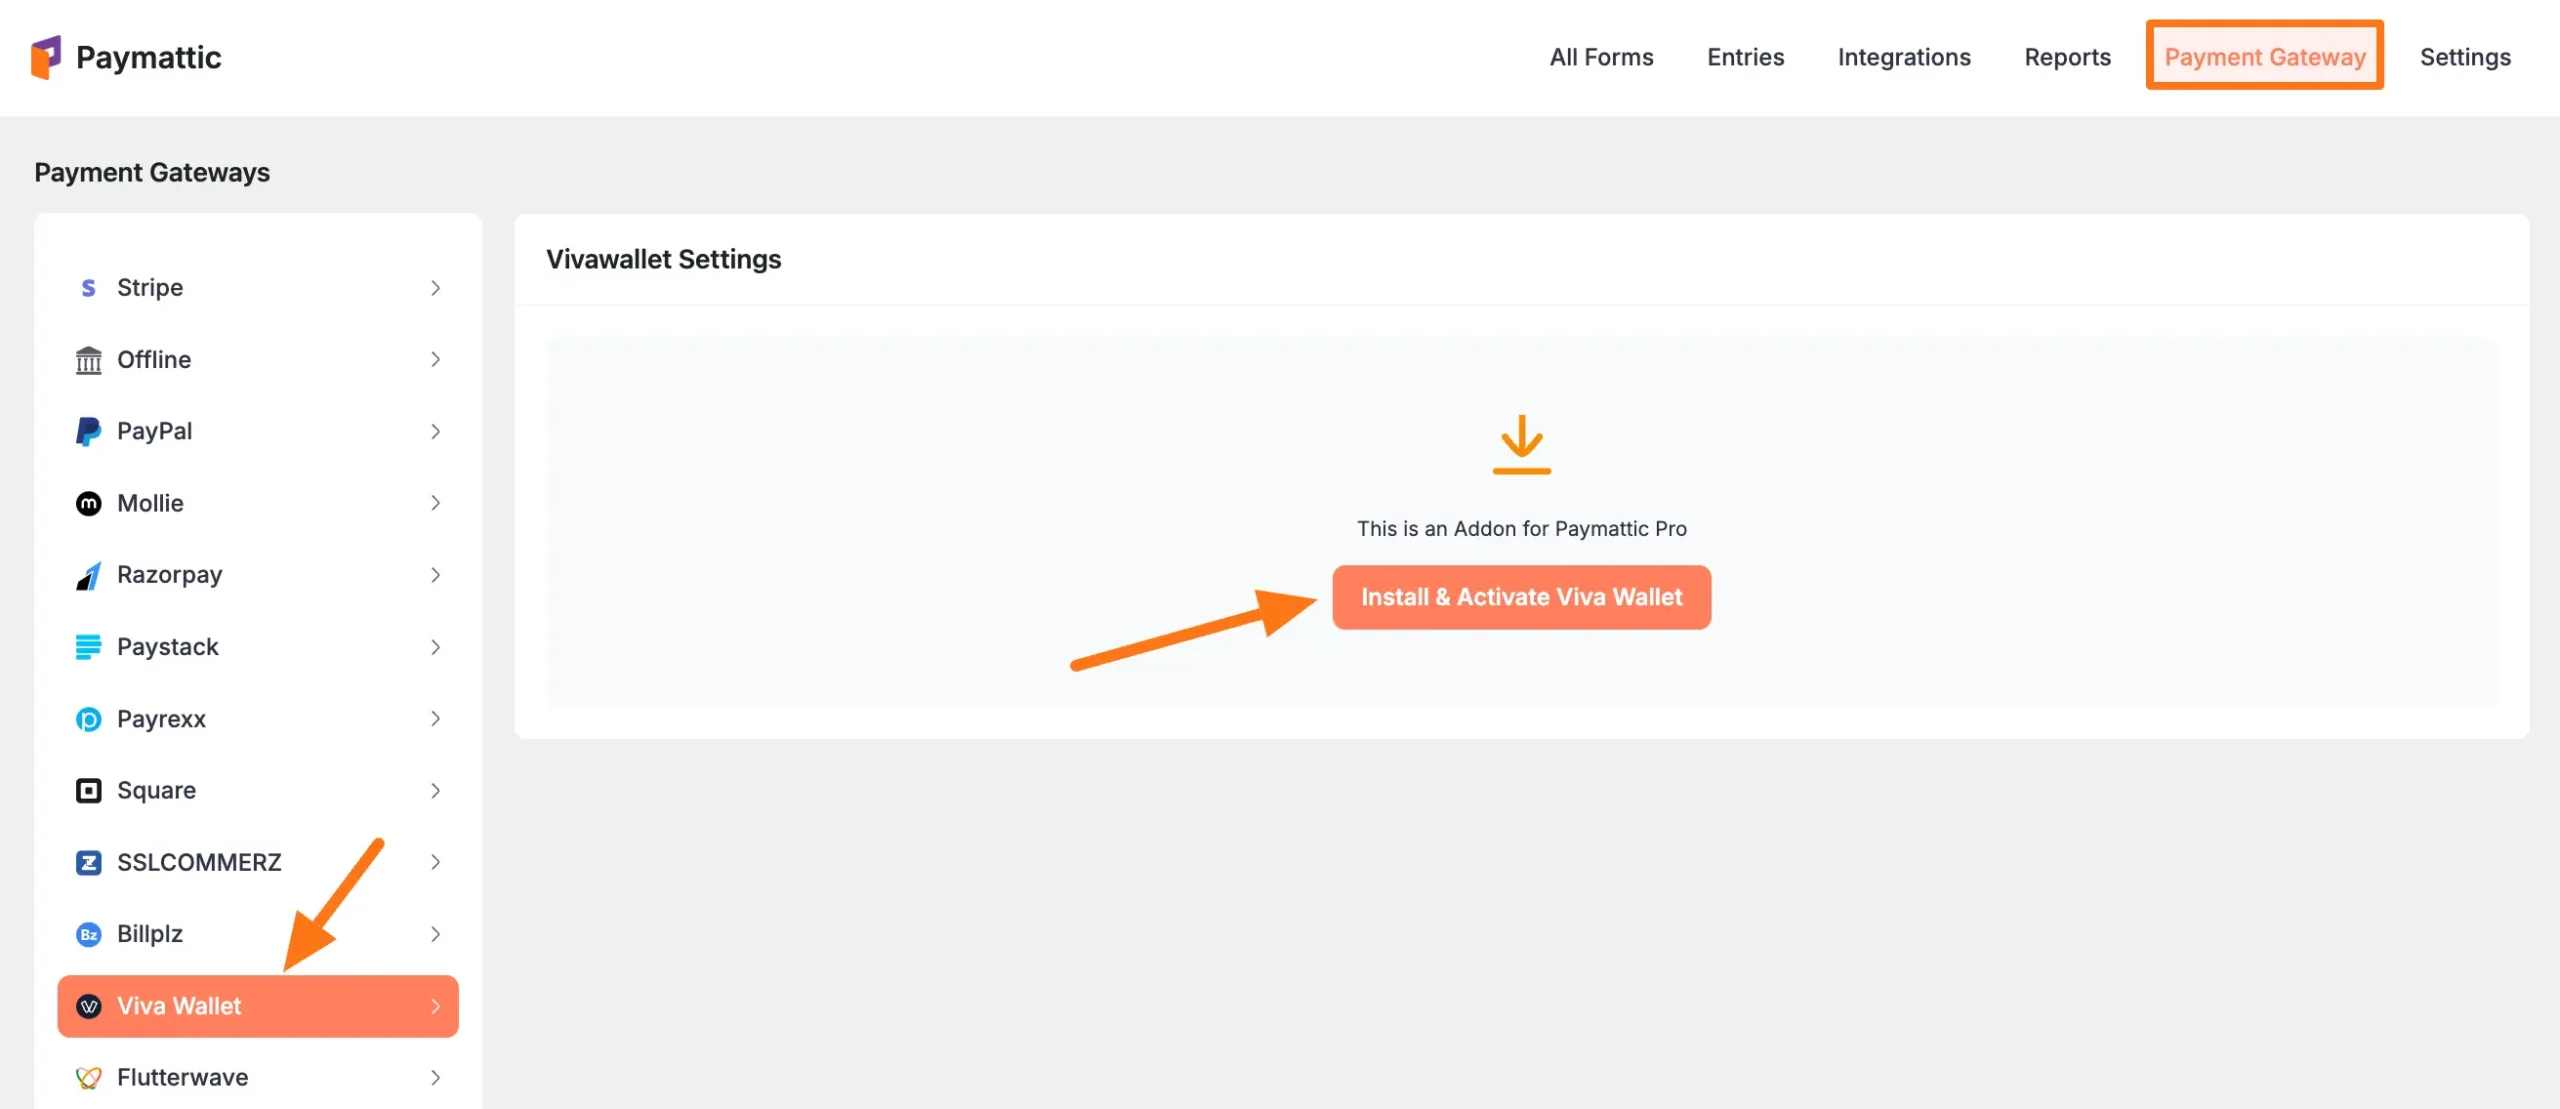 Paymattic
All Forms
Entries
Integrations
Reports
Payment Gateway
Settings
Payment Gateways
Stripe
Offline
PayPal
Mollie
Razorpay
Paystack
Payrexx
Square
SSLCOMMERZ
Billplz
Viva Wallet
Flutterwave
Vivawallet Settings
This is an Addon for Paymattic Pro
Install & Activate Viva Wallet